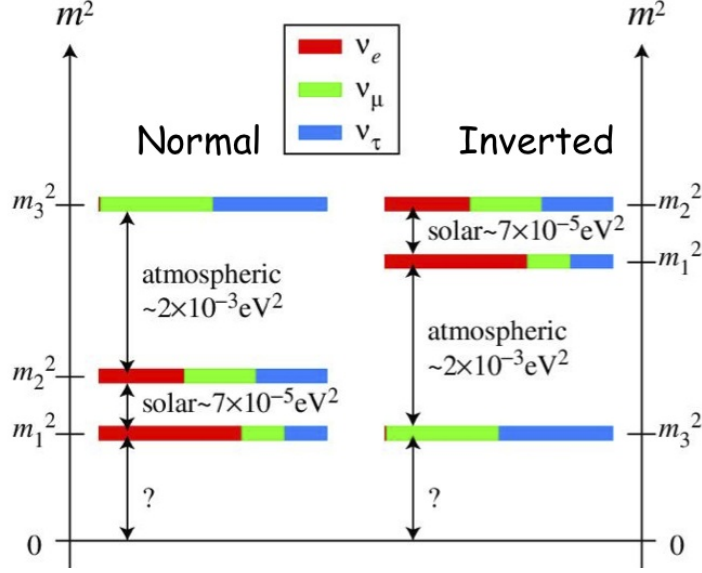 m²
m²
νe
νμ
ντ
Normal
Inverted
m₃²
m₂²
solar~7×10⁻⁵eV²
m₁²
atmospheric
~2×10⁻³eV²
atmospheric
~2×10⁻³eV²
m₂²
solar~7×10⁻⁵eV²
m₁²
m₃²
?
?
0
0